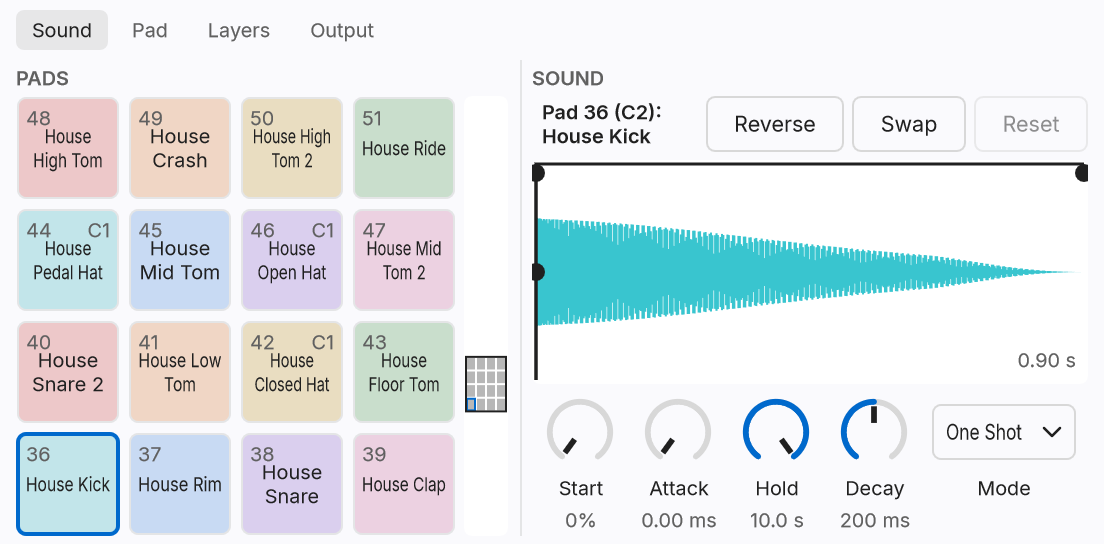 Sound Pad Layers Output
PADS
48
House
High Tom
49
House
Crash
50
House High
Tom 2
51
House Ride
44 C1
House
Pedal Hat
45
House
Mid Tom
46 C1
House
Open Hat
47
House Mid
Tom 2
40
House
Snare 2
41
House Low
Tom
42 C1
House
Closed Hat
43
House
Floor Tom
36
House Kick
37
House Rim
38
House
Snare
39
House Clap
SOUND
Pad 36 (C2):
House Kick
Reverse Swap Reset
0.90 s
One Shot
Start Attack Hold Decay Mode
0% 0.00 ms 10.0 s 200 ms